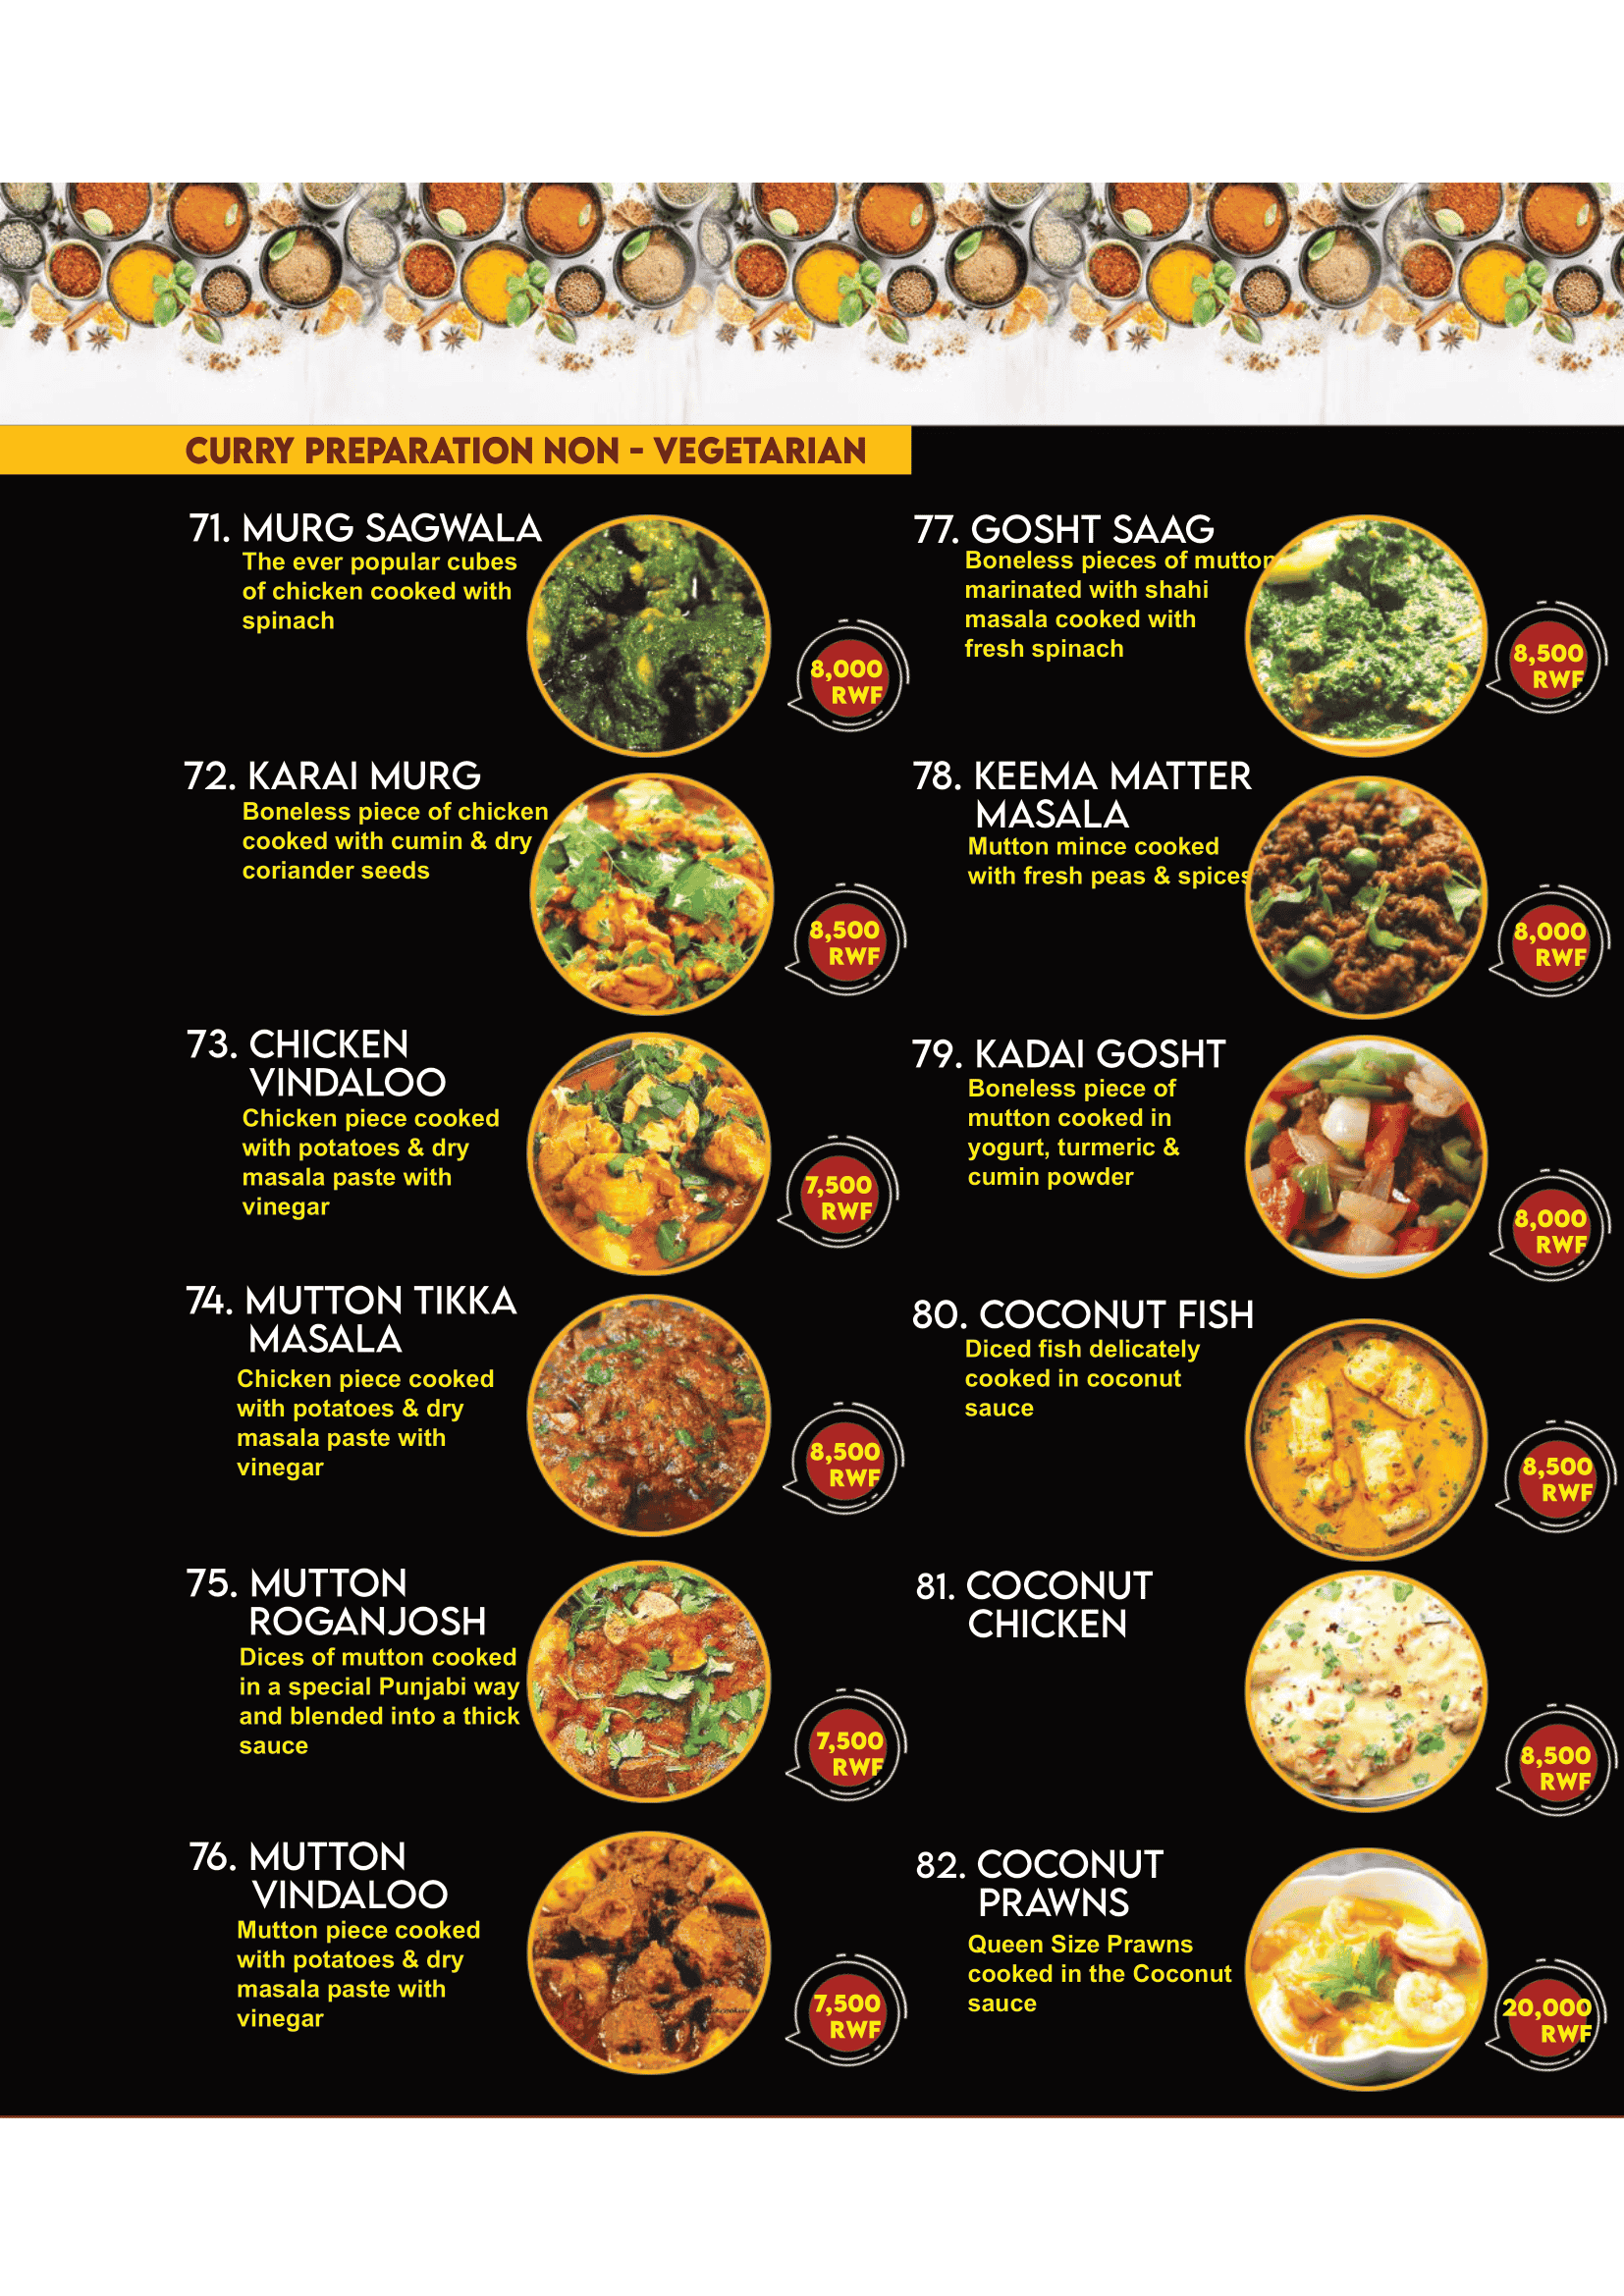 CURRY PREPARATION NON - VEGETARIAN
71. MURG SAGWALA
The ever popular cubes
of chicken cooked with
spinach
8,000
RWF
72. KARAI MURG
Boneless piece of chicken
cooked with cumin & dry
coriander seeds
8,500
RWF
73. CHICKEN
VINDALOO
Chicken piece cooked
with potatoes & dry
masala paste with
vinegar
7,500
RWF
74. MUTTON TIKKA
MASALA
Chicken piece cooked
with potatoes & dry
masala paste with
vinegar
8,500
RWF
75. MUTTON
ROGANJOSH
Dices of mutton cooked
in a special Punjabi way
and blended into a thick
sauce
7,500
RWF
76. MUTTON
VINDALOO
Mutton piece cooked
with potatoes & dry
masala paste with
vinegar
7,500
RWF
77. GOSHT SAAG
Boneless pieces of mutton
marinated with shahi
masala cooked with
fresh spinach
8,500
RWF
78. KEEMA MATTER
MASALA
Mutton mince cooked
with fresh peas & spices
8,000
RWF
79. KADAI GOSHT
Boneless piece of
mutton cooked in
yogurt, turmeric &
cumin powder
8,000
RWF
80. COCONUT FISH
Diced fish delicately
cooked in coconut
sauce
8,500
RWF
81. COCONUT
CHICKEN
8,500
RWF
82. COCONUT
PRAWNS
Queen Size Prawns
cooked in the Coconut
sauce
20,000
RWF